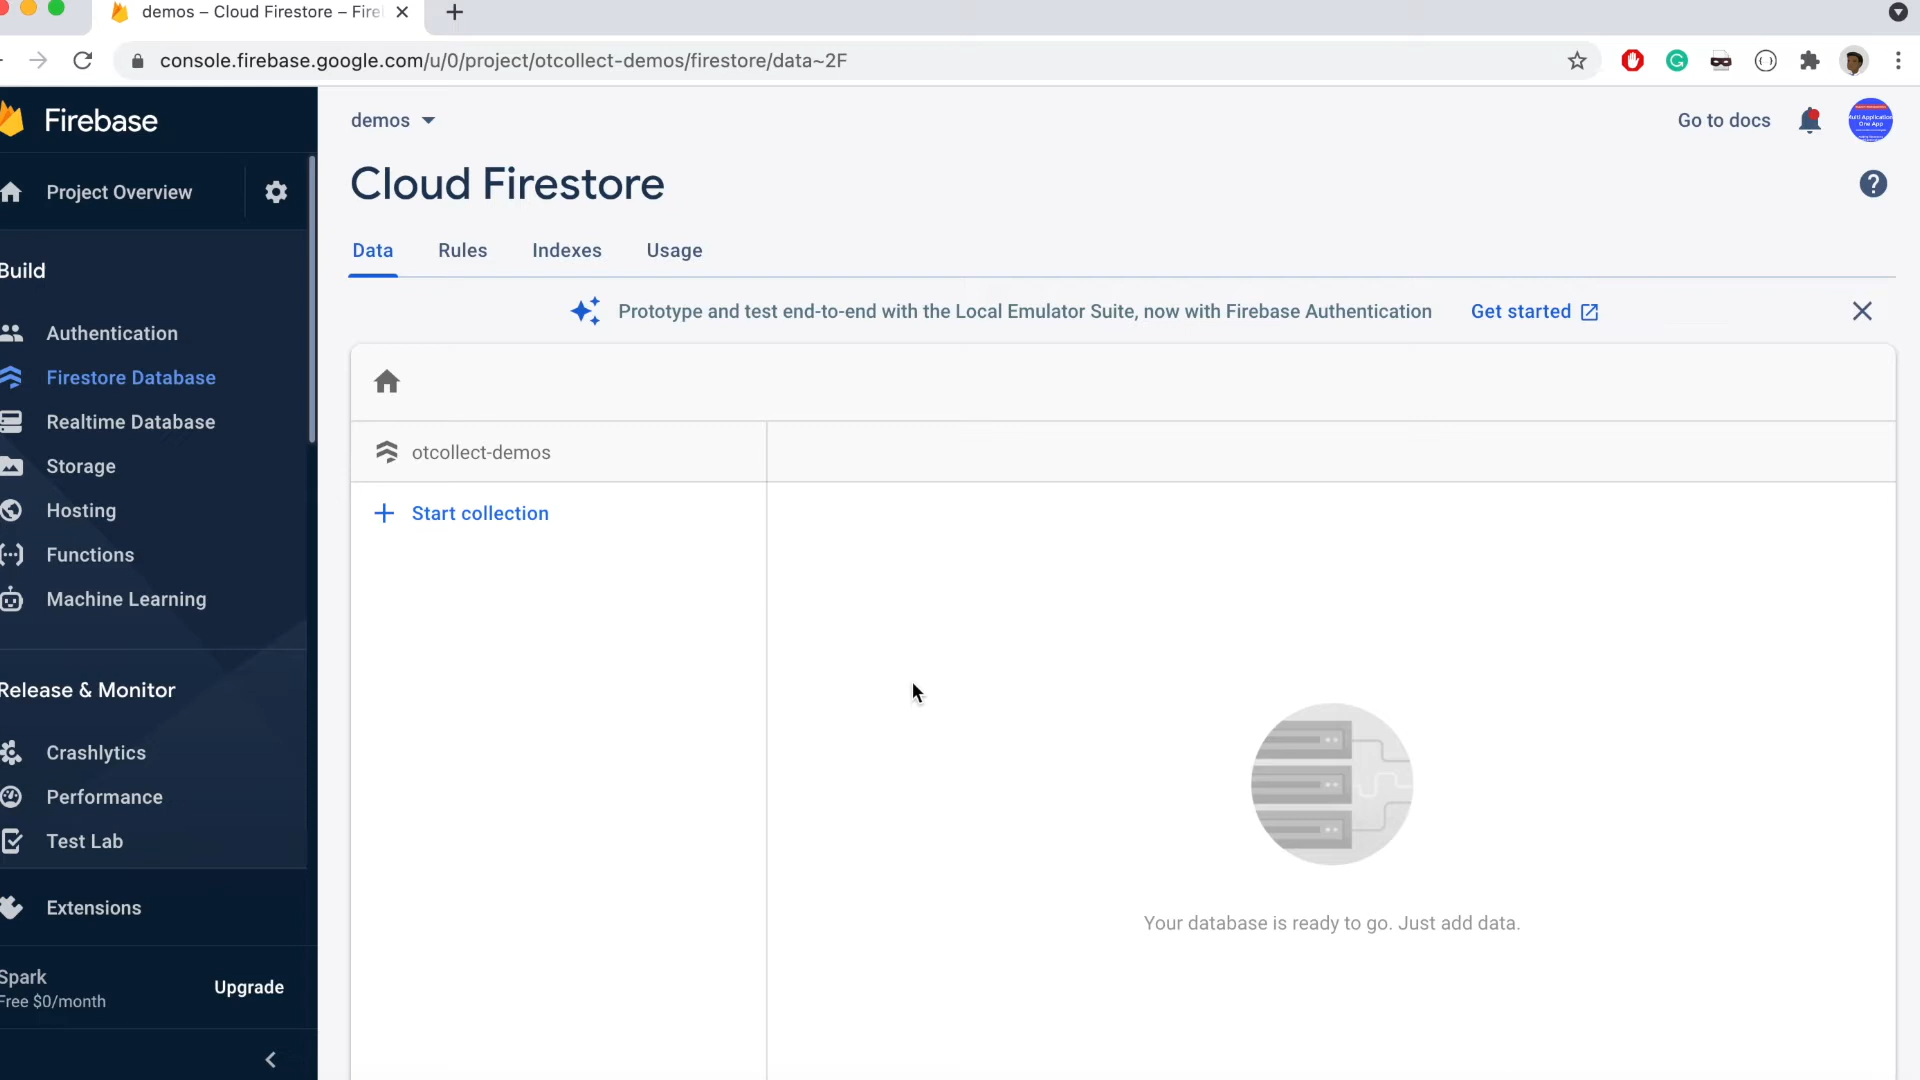 demos – Cloud Firestore – Fire
console.firebase.google.com/u/0/project/otcollect-demos/firestore/data~2F
Firebase
demos
Go to docs
Project Overview
Cloud Firestore
Data
Rules
Indexes
Usage
Build
Prototype and test end-to-end with the Local Emulator Suite, now with Firebase Authentication
Get started
Authentication
Firestore Database
Realtime Database
Storage
Hosting
Functions
Machine Learning
otcollect-demos
Start collection
Release & Monitor
Crashlytics
Performance
Test Lab
Extensions
Your database is ready to go. Just add data.
Spark
Free $0/month
Upgrade